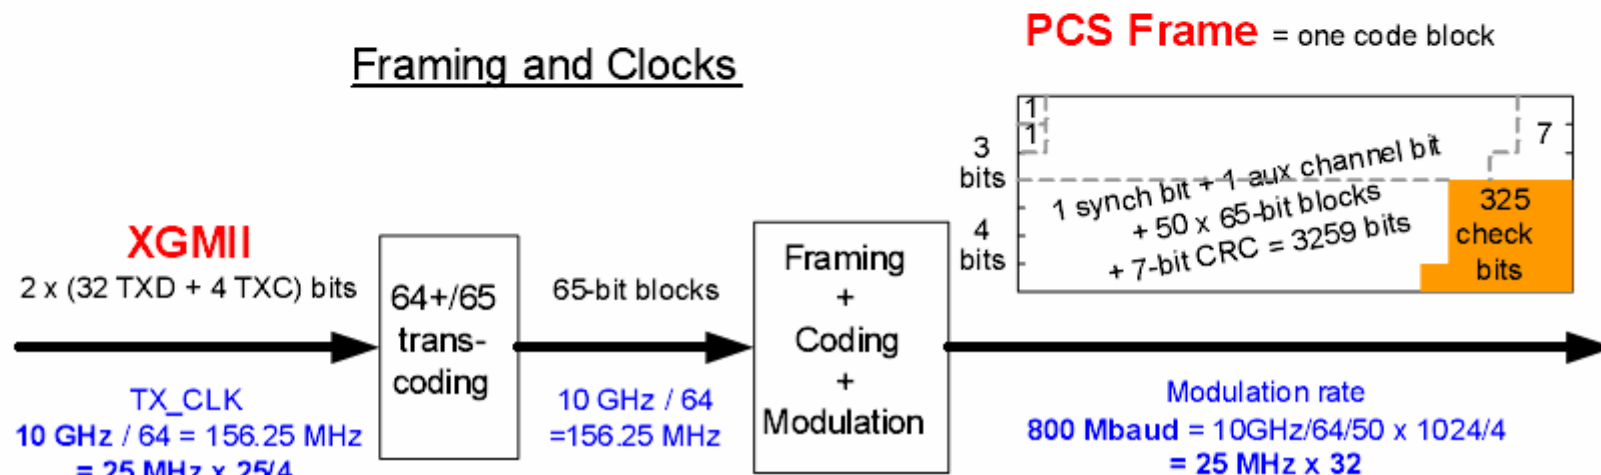 PCS Frame = one code block
Framing and Clocks
1
1
7
3
bits
4
bits
1 synch bit + 1 aux channel bit
+ 50 x 65-bit blocks
+ 7-bit CRC = 3259 bits
325
check
bits
XGMII
2 x (32 TXD + 4 TXC) bits
64+/65
trans-
coding
65-bit blocks
Framing
+
Coding
+
Modulation
TX_CLK
10 GHz / 64 = 156.25 MHz
= 25 MHz x 25/4
10 GHz / 64
=156.25 MHz
Modulation rate
800 Mbaud = 10GHz/64/50 x 1024/4
= 25 MHz x 32